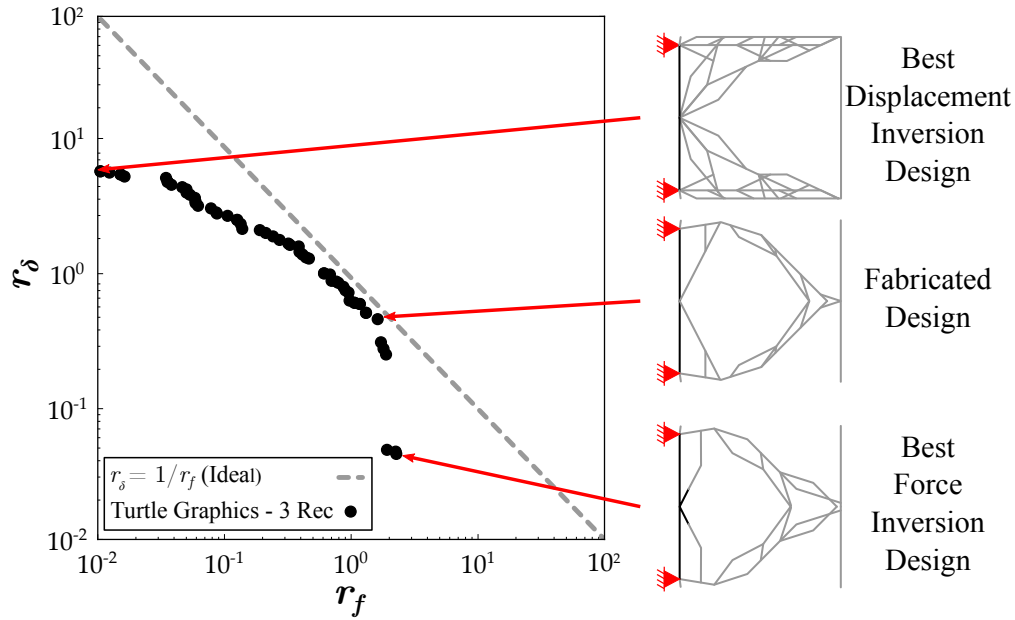 10²
10¹
10⁰
10⁻¹
10⁻²
r_δ
r_δ = 1/r_f (Ideal)
Turtle Graphics - 3 Rec
10⁻²
10⁻¹
10⁰
10¹
10²
r_f
Best
Displacement
Inversion
Design
Fabricated
Design
Best
Force
Inversion
Design